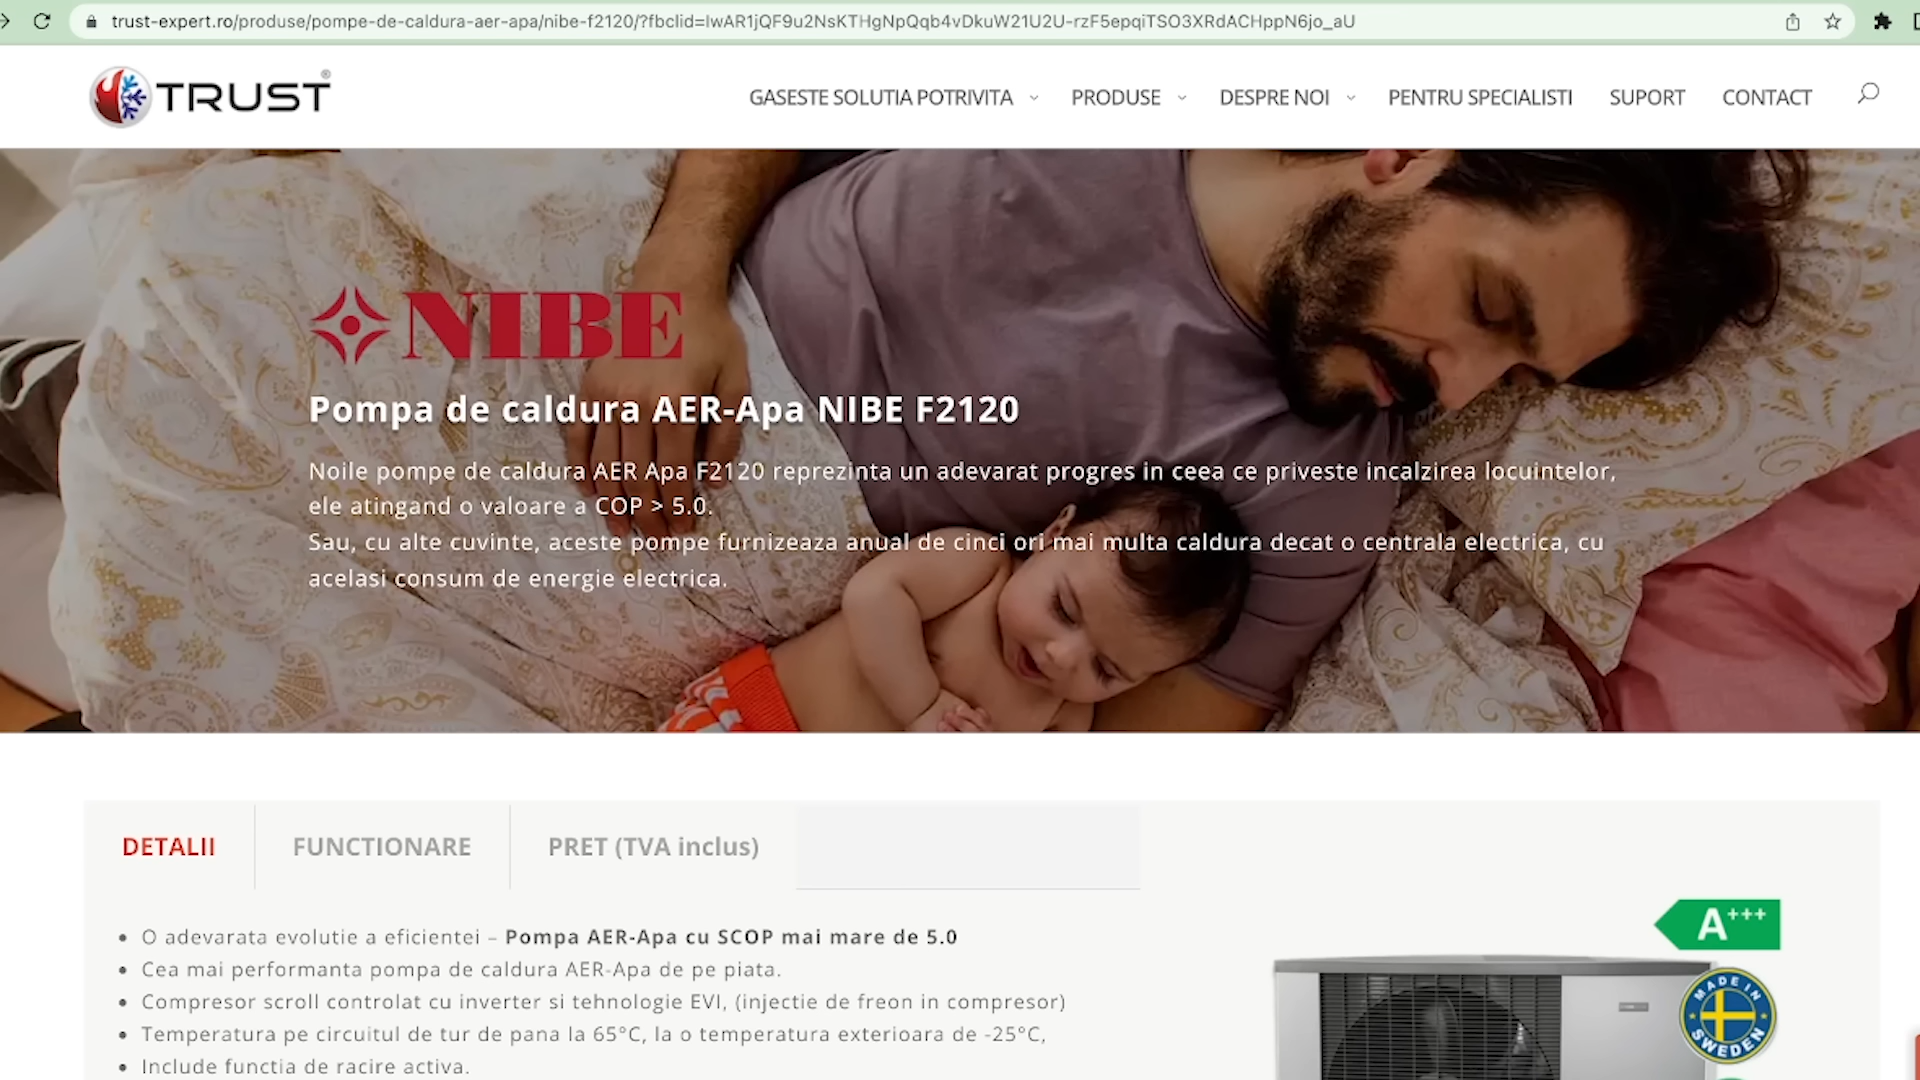 trust-expert.ro/produse/pompe-de-caldura-aer-apa/nibe-f2120/?fbclid=IwAR1jQF9u2NsKTHgNpQqb4vDkuW21U2U-rzF5epqiTSO3XRdACHppN6jo_aU
TRUST®
GASESTE SOLUTIA POTRIVITA
PRODUSE
DESPRE NOI
PENTRU SPECIALISTI
SUPORT
CONTACT
NIBE
Pompa de caldura AER-Apa NIBE F2120
Noile pompe de caldura AER Apa F2120 reprezinta un adevarat progres in ceea ce priveste incalzirea locuintelor,
ele atingand o valoare a COP > 5.0.
Sau, cu alte cuvinte, aceste pompe furnizeaza anual de cinci ori mai multa caldura decat o centrala electrica, cu
acelasi consum de energie electrica.
DETALII
FUNCTIONARE
PRET (TVA inclus)
• O adevarata evolutie a eficientei – Pompa AER-Apa cu SCOP mai mare de 5.0
• Cea mai performanta pompa de caldura AER-Apa de pe piata.
• Compresor scroll controlat cu inverter si tehnologie EVI, (injectie de freon in compresor)
• Temperatura pe circuitul de tur de pana la 65°C, la o temperatura exterioara de -25°C,
• Include functia de racire activa.
A+++
MADE IN
SWEDEN